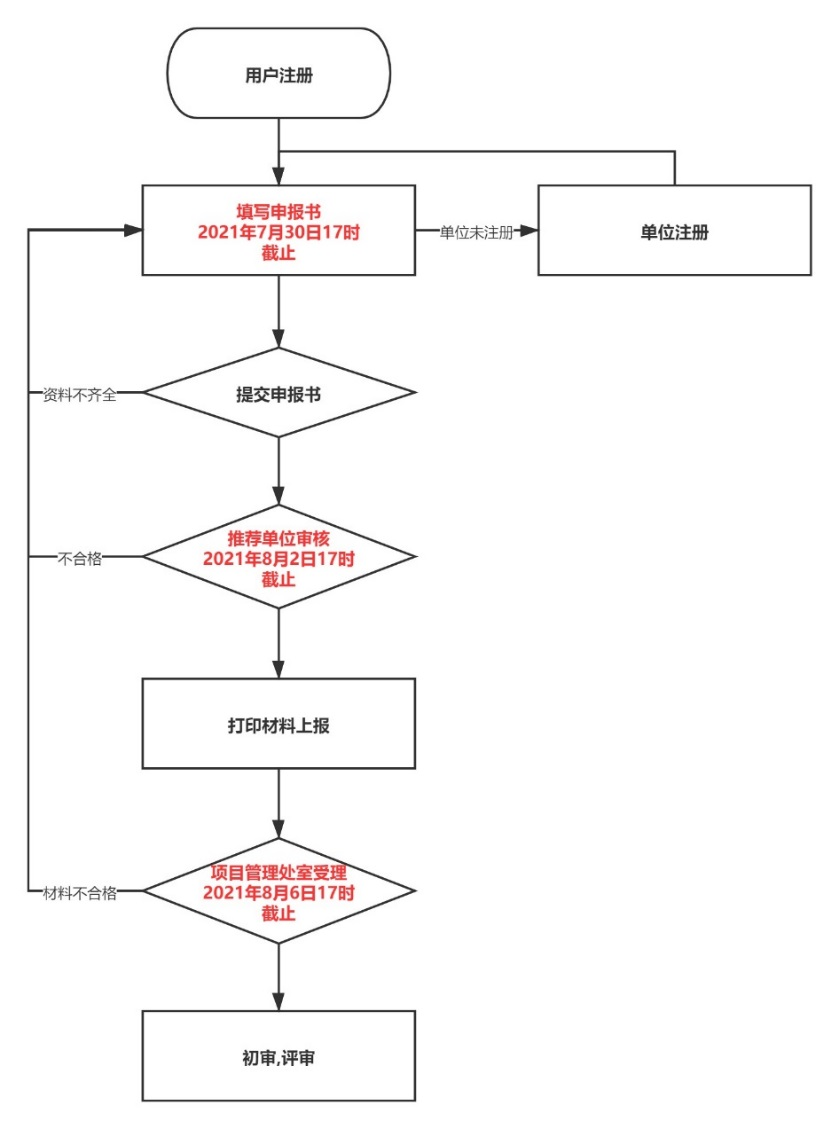 用户注册
填写申报书
2021年7月30日17时
截止
单位未注册
单位注册
资料不齐全
提交申报书
推荐单位审核
2021年8月2日17时
截止
不合格
打印材料上报
项目管理处室受理
2021年8月6日17时
截止
材料不合格
初审,评审